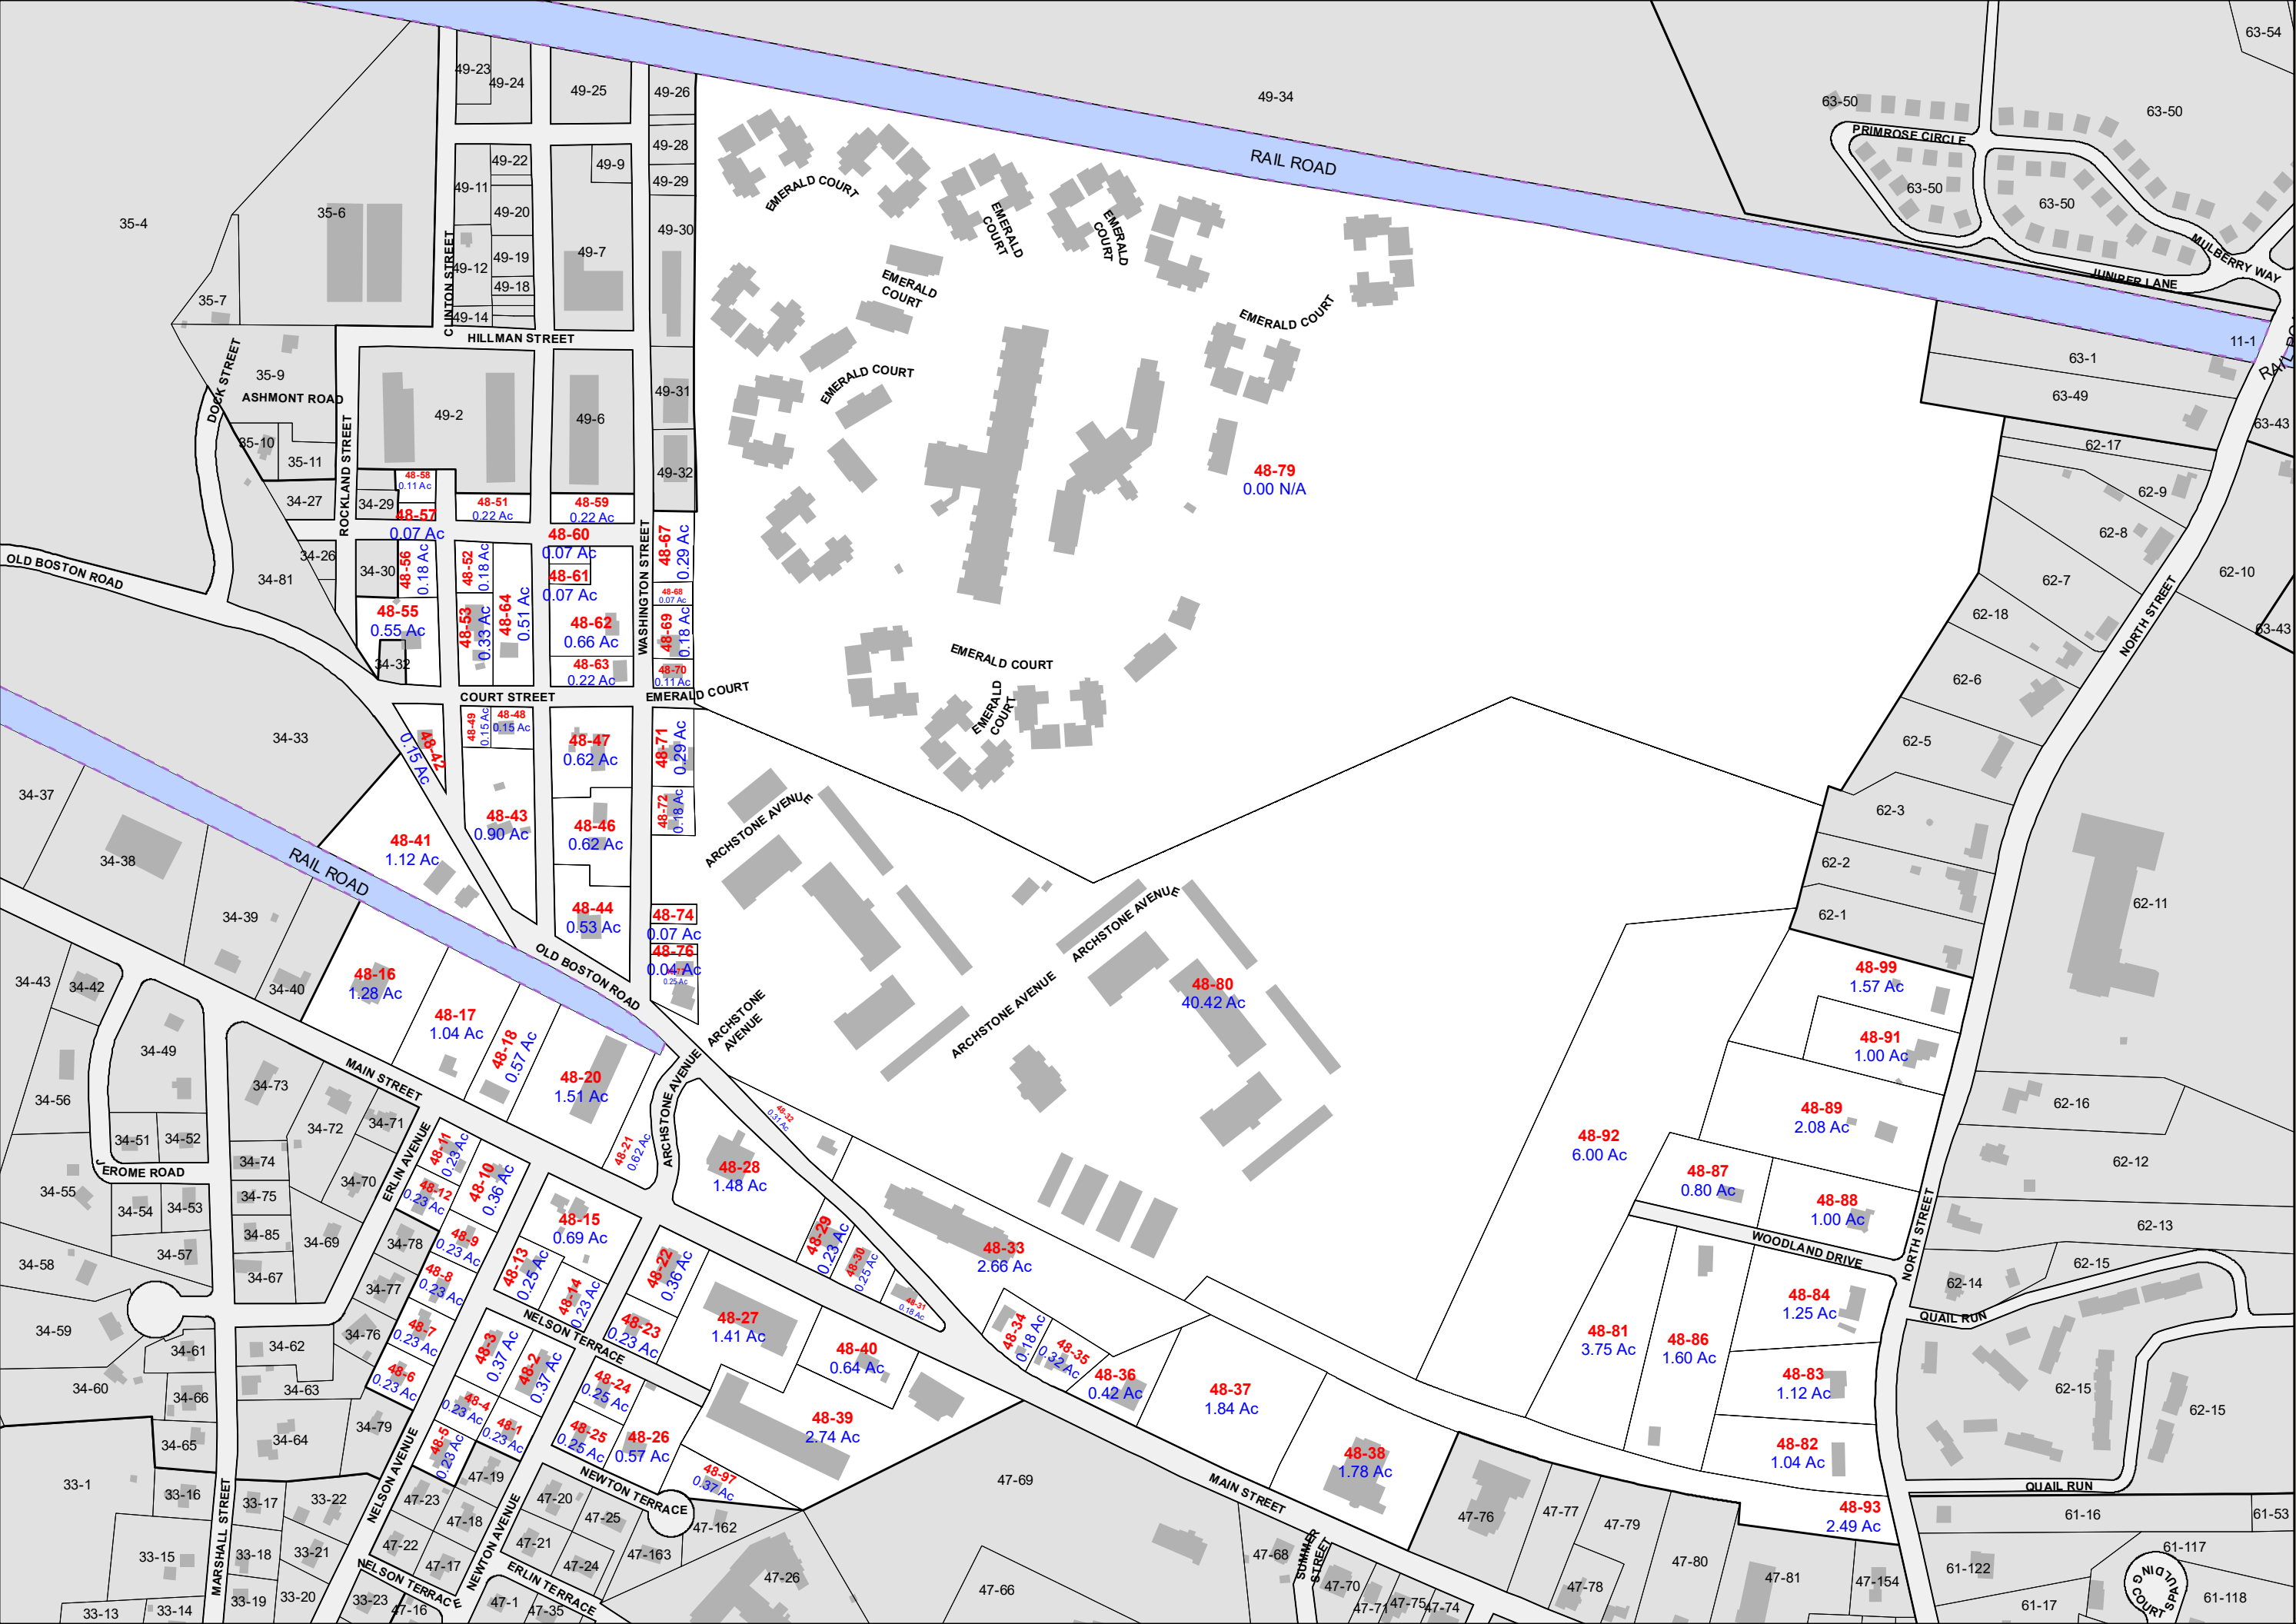 63-54
49-23
49-24
49-25
49-26
49-34
63-50
63-50
RAIL ROAD
PRIMROSE CIRCLE
63-50
63-50
MULBERRY WAY
JUNIPER LANE
49-22
49-9
49-28
49-11
49-29
49-20
49-30
35-4
35-6
CLINTON STREET
49-12
49-19
49-7
49-18
49-14
35-7
HILLMAN STREET
EMERALD COURT
EMERALD
COURT
EMERALD
COURT
EMERALD
COURT
EMERALD COURT
EMERALD COURT
11-1
63-1
63-49
63-43
DOCK STREET
35-9
ASHMONT ROAD
ROCKLAND STREET
49-2
49-6
49-31
49-32
35-10
35-11
34-27
34-29
34-26
34-30
34-81
34-32
OLD BOSTON ROAD
48-58
0.11 Ac
48-57
0.07 Ac
48-51
0.22 Ac
48-59
0.22 Ac
48-60
0.07 Ac
48-61
0.07 Ac
48-56
0.18 Ac
48-52
0.18 Ac
48-53
0.33 Ac
48-64
0.51 Ac
48-55
0.55 Ac
48-62
0.66 Ac
48-63
0.22 Ac
WASHINGTON STREET
48-67
0.29 Ac
48-68
0.07 Ac
48-69
0.18 Ac
48-70
0.11 Ac
48-79
0.00 N/A
62-17
62-9
62-8
62-7
62-10
62-18
63-43
62-6
62-5
NORTH STREET
62-3
62-2
62-1
62-11
COURT STREET
EMERALD COURT
EMERALD COURT
EMERALD
COURT
34-33
48-42
0.15 Ac
48-49
0.15 Ac
48-48
0.15 Ac
48-47
0.62 Ac
48-71
0.29 Ac
48-72
0.18 Ac
48-43
0.90 Ac
48-46
0.62 Ac
48-41
1.12 Ac
48-44
0.53 Ac
48-74
0.07 Ac
48-76
0.04 Ac
0.25 Ac
RAIL ROAD
OLD BOSTON ROAD
ARCHSTONE AVENUE
ARCHSTONE AVENUE
ARCHSTONE AVENUE
ARCHSTONE
AVENUE
ARCHSTONE AVENUE
48-80
40.42 Ac
34-37
34-38
34-39
34-40
34-43
34-42
48-16
1.28 Ac
48-17
1.04 Ac
48-18
0.57 Ac
48-20
1.51 Ac
48-21
0.62 Ac
48-99
1.57 Ac
48-91
1.00 Ac
48-89
2.08 Ac
48-92
6.00 Ac
48-87
0.80 Ac
48-88
1.00 Ac
WOODLAND DRIVE
NORTH STREET
62-16
62-12
62-13
62-15
62-14
QUAIL RUN
62-15
62-15
QUAIL RUN
MAIN STREET
34-49
34-56
34-51
34-52
JEROME ROAD
34-55
34-54
34-53
34-57
34-58
34-59
34-60
34-61
34-66
34-65
34-73
34-72
34-71
34-74
34-75
34-70
34-85
34-69
34-67
34-62
34-63
34-64
34-76
34-77
34-78
34-79
ERLIN AVENUE
48-11
0.23 Ac
48-10
0.36 Ac
48-12
0.23 Ac
48-9
0.23 Ac
48-8
0.23 Ac
48-7
0.23 Ac
48-6
0.23 Ac
48-15
0.69 Ac
48-13
0.25 Ac
48-14
0.23 Ac
NELSON TERRACE
48-3
0.37 Ac
48-2
0.37 Ac
48-4
0.23 Ac
48-1
0.23 Ac
48-5
0.23 Ac
48-22
0.36 Ac
48-23
0.23 Ac
48-24
0.25 Ac
48-25
0.25 Ac
48-26
0.57 Ac
48-27
1.41 Ac
48-28
1.48 Ac
48-32
0.31 Ac
48-29
0.23 Ac
48-30
0.25 Ac
48-31
0.18 Ac
48-33
2.66 Ac
48-34
0.18 Ac
48-35
0.32 Ac
48-36
0.42 Ac
48-37
1.84 Ac
48-38
1.78 Ac
48-40
0.64 Ac
48-39
2.74 Ac
48-97
0.37 Ac
48-81
3.75 Ac
48-86
1.60 Ac
48-84
1.25 Ac
48-83
1.12 Ac
48-82
1.04 Ac
48-93
2.49 Ac
NEWTON TERRACE
NELSON AVENUE
NEWTON AVENUE
MARSHALL STREET
MAIN STREET
SUMMER
STREET
33-1
33-16
33-17
33-22
33-15
33-18
33-21
33-13
33-14
33-19
33-20
33-23
NELSON TERRACE
ERLIN TERRACE
47-19
47-23
47-18
47-22
47-17
47-16
47-20
47-25
47-21
47-24
47-1
47-35
47-162
47-163
47-26
47-69
47-66
47-68
47-70
47-71
47-75
47-74
47-76
47-77
47-79
47-78
47-80
47-81
47-154
61-16
61-53
61-122
61-117
61-17
61-118
SPAULDING COURT